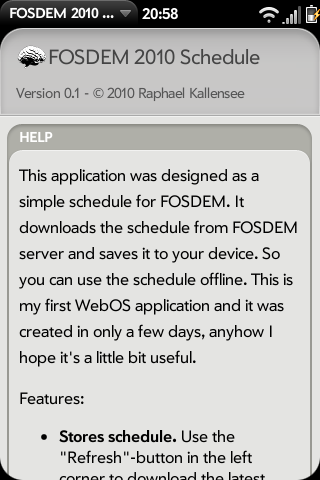 FOSDEM 2010 ... 20:58
FOSDEM 2010 Schedule
Version 0.1 - © 2010 Raphael Kallensee
HELP
This application was designed as a
simple schedule for FOSDEM. It
downloads the schedule from FOSDEM
server and saves it to your device. So
you can use the schedule offline. This is
my first WebOS application and it was
created in only a few days, anyhow I
hope it's a little bit useful.
Features:
• Stores schedule. Use the
"Refresh"-button in the left
corner to download the latest